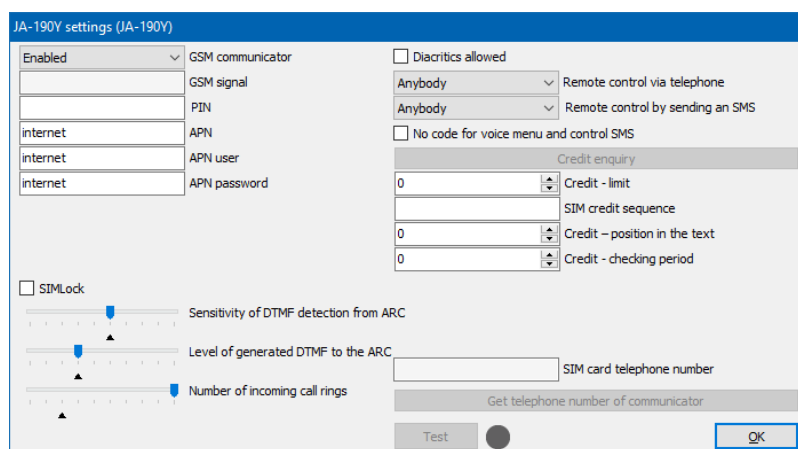 JA-190Y settings (JA-190Y)
Enabled GSM communicator
GSM signal
PIN
internet APN
internet APN user
internet APN password
SIMLock
Sensitivity of DTMF detection from ARC
Level of generated DTMF to the ARC
Number of incoming call rings
Diacritics allowed
Anybody Remote control via telephone
Anybody Remote control by sending an SMS
No code for voice menu and control SMS
Credit enquiry
0 Credit - limit
SIM credit sequence
0 Credit – position in the text
0 Credit - checking period
SIM card telephone number
Get telephone number of communicator
Test OK